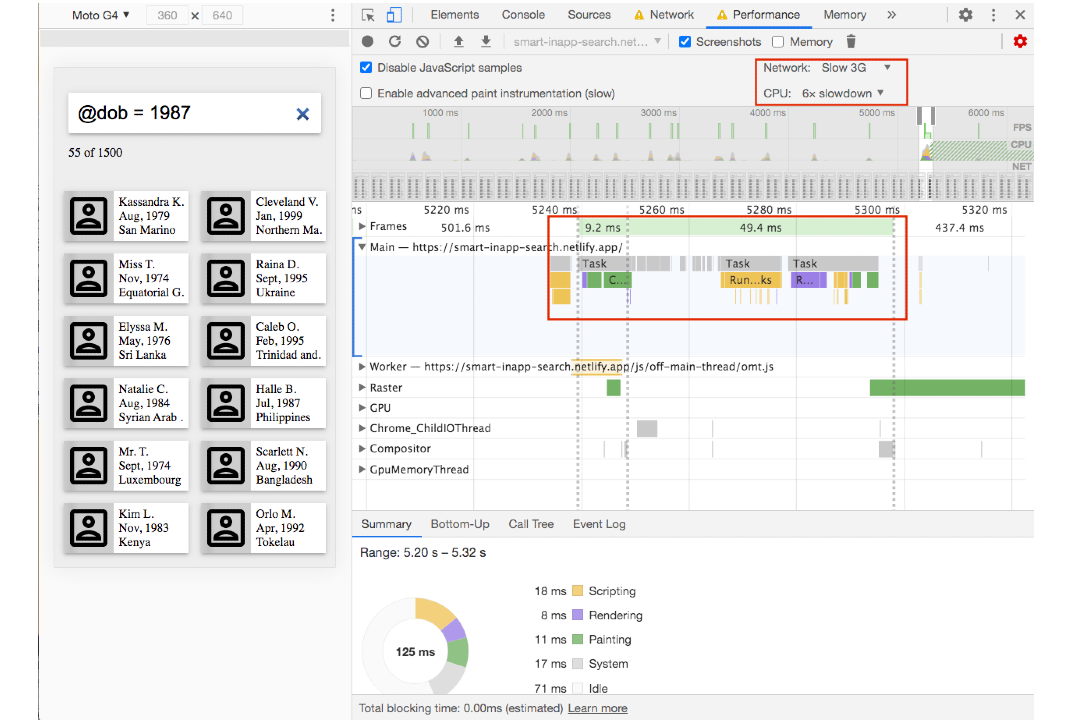 Moto G4 ▼ 360 × 640
@dob = 1987
55 of 1500
Kassandra K.
Aug, 1979
San Marino
Cleveland V.
Jan, 1999
Northern Ma.
Miss T.
Nov, 1974
Equatorial G.
Raina D.
Sept, 1995
Ukraine
Elyssa M.
May, 1976
Sri Lanka
Caleb O.
Feb, 1995
Trinidad and.
Natalie C.
Aug, 1984
Syrian Arab .
Halle B.
Jul, 1987
Philippines
Mr. T.
Sept, 1974
Luxembourg
Scarlett N.
Aug, 1990
Bangladesh
Kim L.
Nov, 1983
Kenya
Orlo M.
Apr, 1992
Tokelau
Elements Console Sources Network Performance Memory »
smart-inapp-search.net... Screenshots Memory
Disable JavaScript samples
Network: Slow 3G
Enable advanced paint instrumentation (slow)
CPU: 6× slowdown
1000 ms 2000 ms 3000 ms 4000 ms 5000 ms 6000 ms
FPS
CPU
NET
ns 5220 ms 5240 ms 5260 ms 5280 ms 5300 ms 5320 ms
Frames 501.6 ms 9.2 ms 49.4 ms 437.4 ms
Main — https://smart-inapp-search.netlify.app/
Task Task Task
C... Run...ks R...
Worker — https://smart-inapp-search.netlify.app/js/off-main-thread/omt.js
Raster
GPU
Chrome_ChildIOThread
Compositor
GpuMemoryThread
Summary Bottom-Up Call Tree Event Log
Range: 5.20 s – 5.32 s
18 ms Scripting
8 ms Rendering
11 ms Painting
17 ms System
71 ms Idle
125 ms
Total blocking time: 0.00ms (estimated) Learn more